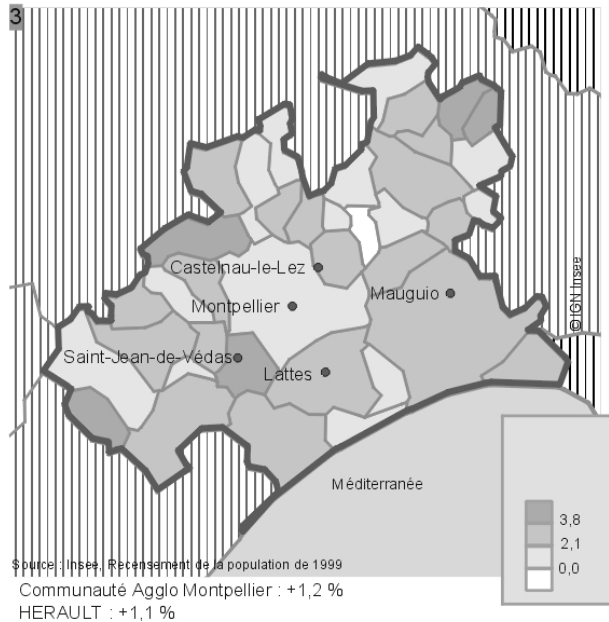 3
©IGN Insee
Castelnau-le-Lez
Montpellier
Mauguio
Saint-Jean-de-Védas
Lattes
Méditerranée
3,8
2,1
0,0
Source : Insee, Recensement de la population de 1999
Communauté Agglo Montpellier : +1,2 %
HERAULT : +1,1 %